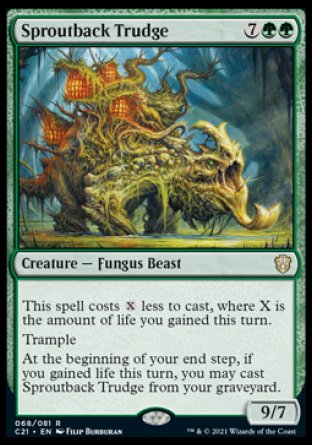 Sproutback Trudge 7
Creature — Fungus Beast
This spell costs X less to cast, where X is
the amount of life you gained this turn.
Trample
At the beginning of your end step, if
you gained life this turn, you may cast
Sproutback Trudge from your graveyard.
9/7
068/081 R
C21 • EN FILIP BURBURAN
™ & © 2021 Wizards of the Coast